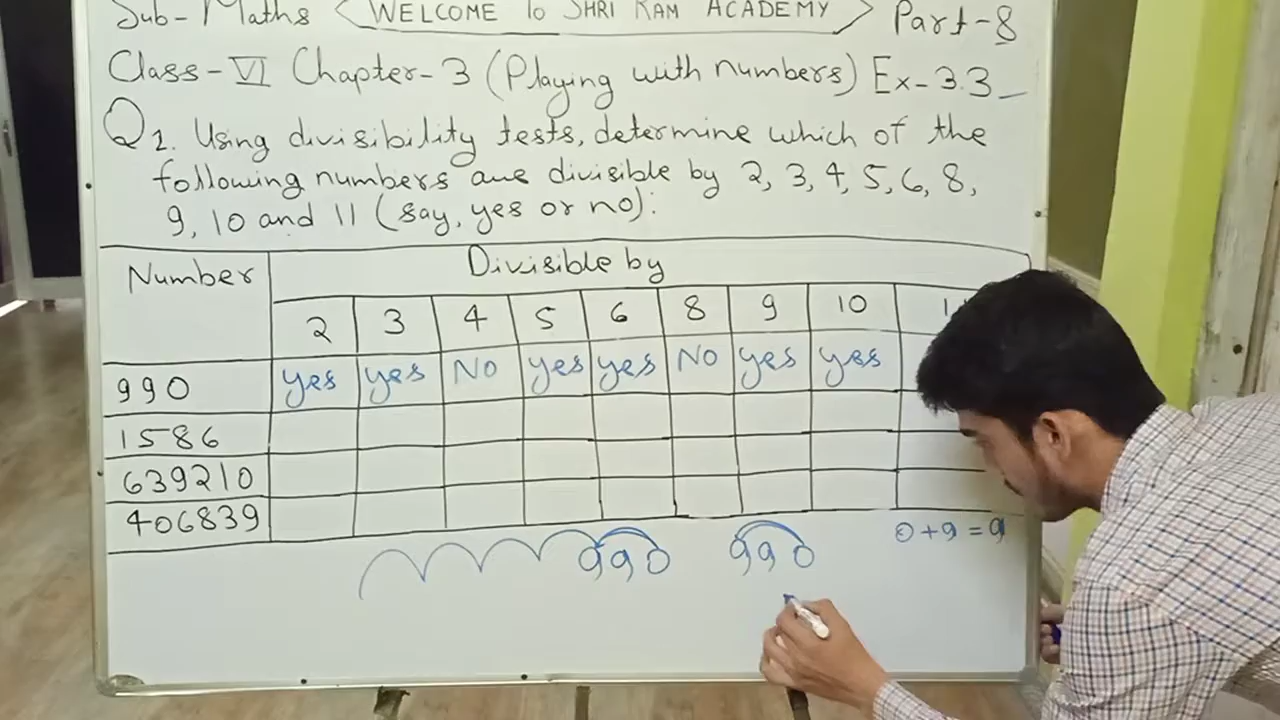 Sub- Maths WELCOME To SHRI RAM ACADEMY Part-8
Class-VI Chapter-3 (Playing with numbers) Ex-3.3
Q 1. Using divisibility tests, determine which of the
following numbers are divisible by 2, 3, 4, 5, 6, 8,
9, 10 and 11 (say, yes or no):
Number Divisible by
2 3 4 5 6 8 9 10
990 yes yes No yes yes No yes yes
1586
639210
406839
990 990 0+9=9